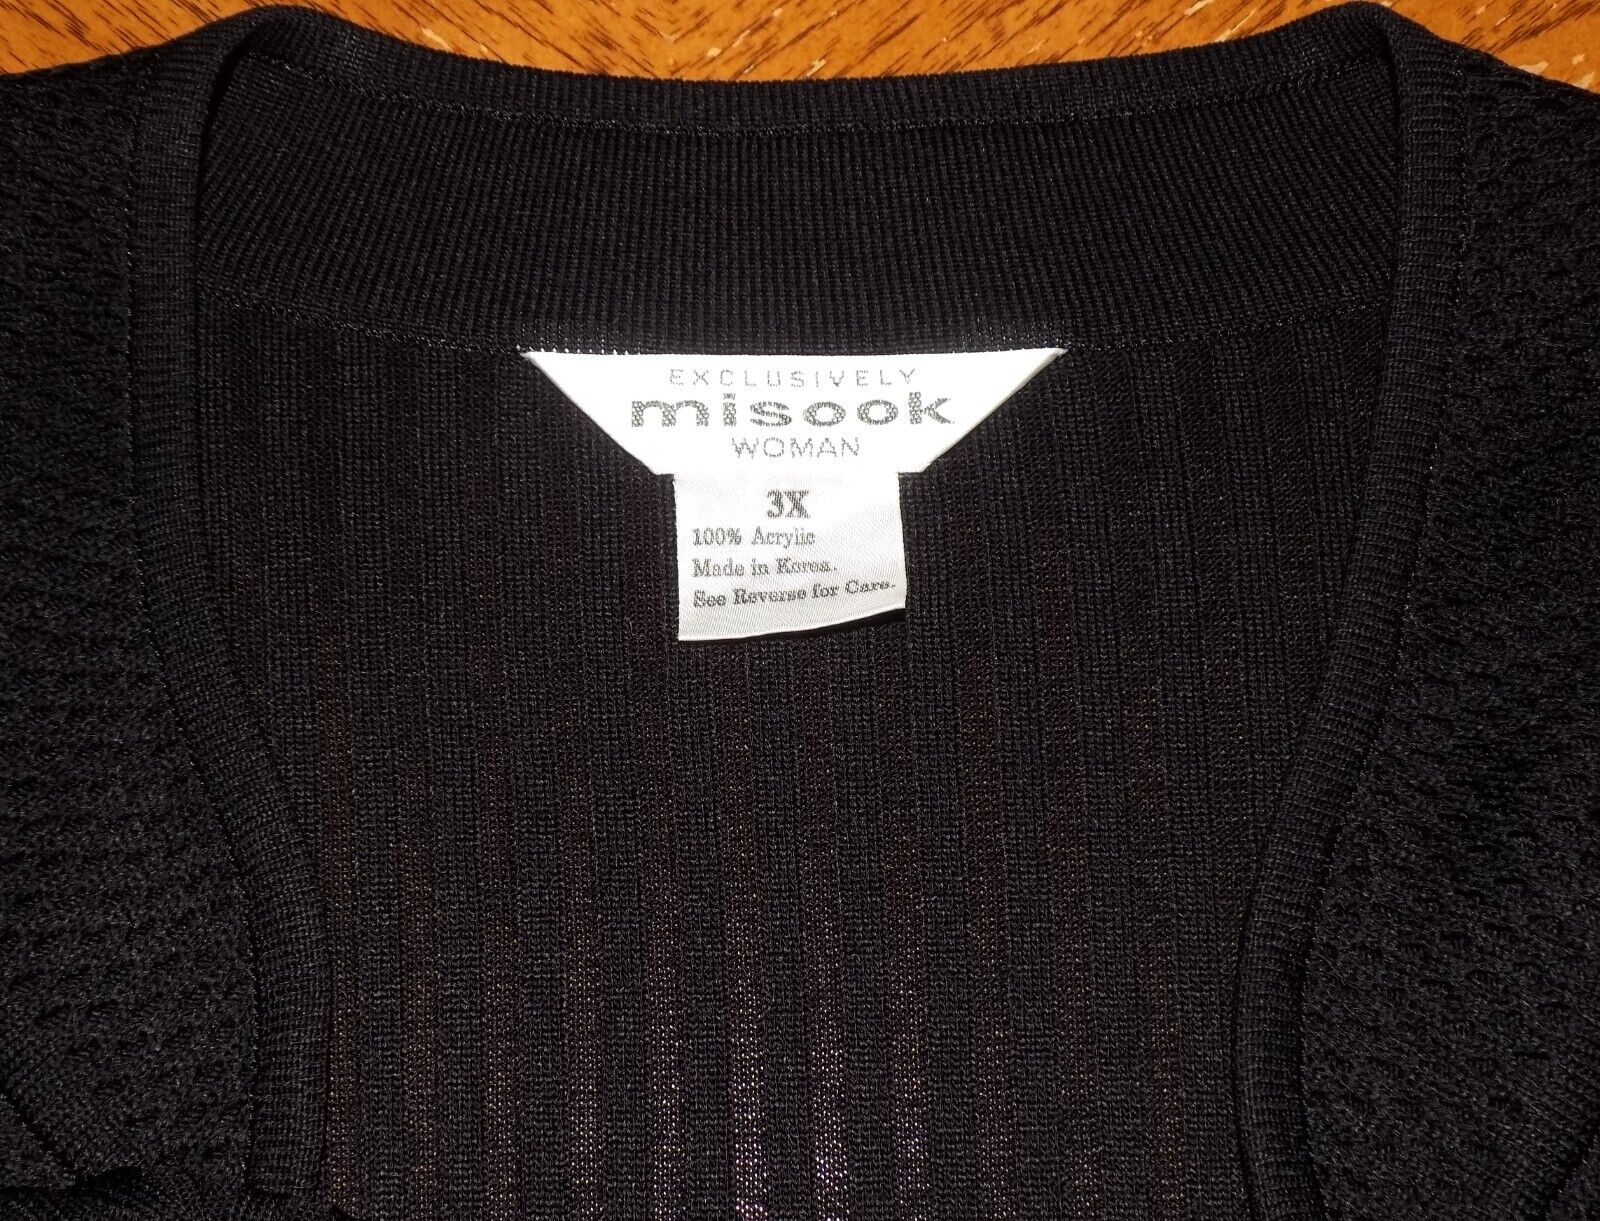 EXCLUSIVELY
misook
WOMAN
3X
100% Acrylic
Made in Korea.
See Reverse for Care.